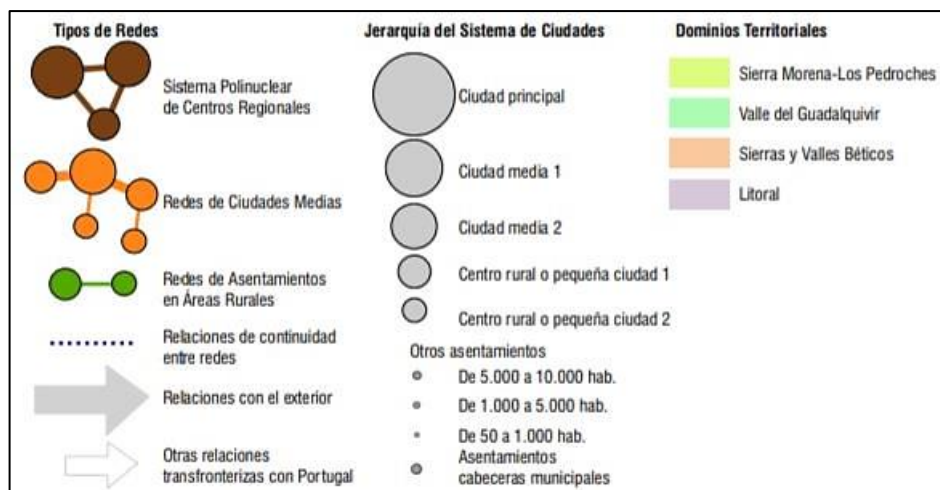 Tipos de Redes
Sistema Polinuclear
de Centros Regionales
Redes de Ciudades Medias
Redes de Asentamientos
en Áreas Rurales
Relaciones de continuidad
entre redes
Relaciones con el exterior
Otras relaciones
transfronterizas con Portugal
Jerarquía del Sistema de Ciudades
Ciudad principal
Ciudad media 1
Ciudad media 2
Centro rural o pequeña ciudad 1
Centro rural o pequeña ciudad 2
Otros asentamientos
De 5.000 a 10.000 hab.
De 1.000 a 5.000 hab.
De 50 a 1.000 hab.
Asentamientos
cabeceras municipales
Dominios Territoriales
Sierra Morena-Los Pedroches
Valle del Guadalquivir
Sierras y Valles Béticos
Litoral